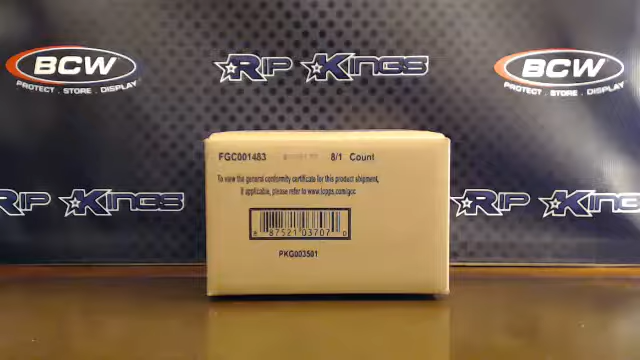 BCW
PROTECT . STORE . DISPLAY
RIP KINGS
BCW
PROTECT . STORE . DISPLAY
FGC001483
8/1 Count
To view the general conformity certificate for this product shipment,
if applicable, please refer to www.topps.com/gcc
8 87521 03707 0
PKG003501
RIP KINGS
RIP KINGS